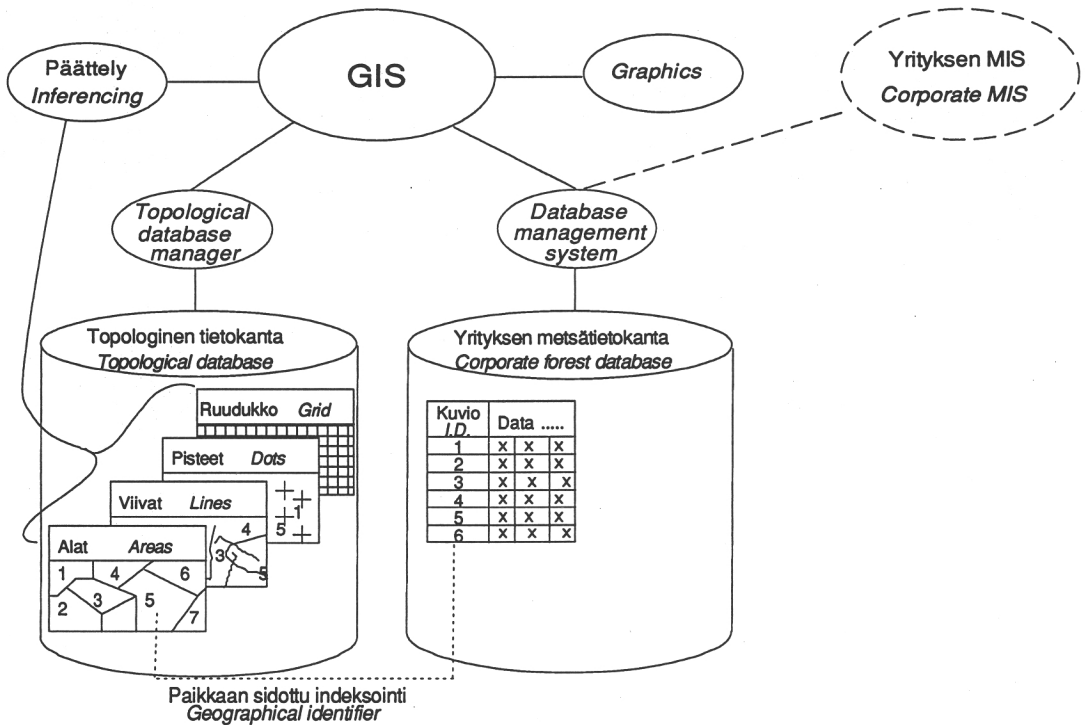 GIS
Päättely
Inferencing
Graphics
Yrityksen MIS
Corporate MIS
Topological
database
manager
Database
management
system
Topologinen tietokanta
Topological database
Ruudukko Grid
Pisteet Dots
1
5
Viivat Lines
4
3
5
Alat Areas
1 4 6
2 3 5
7
Yrityksen metsätietokanta
Corporate forest database
Kuvio Data .....
I.D.
1 x x x
2 x x x
3 x x x
4 x x x
5 x x x
6 x x x
Paikkaan sidottu indeksointi
Geographical identifier